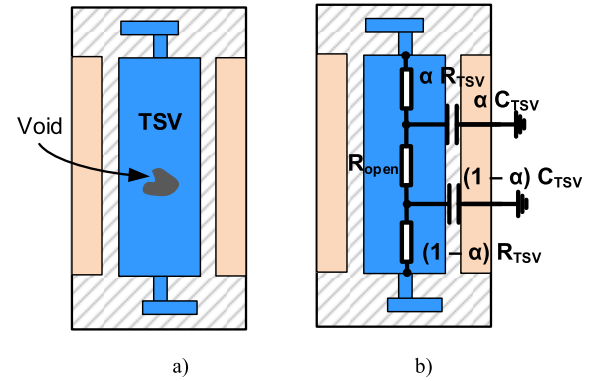 TSV
Void
α R_TSV
α C_TSV
R_open
(1 – α) C_TSV
(1 – α) R_TSV
a)
b)